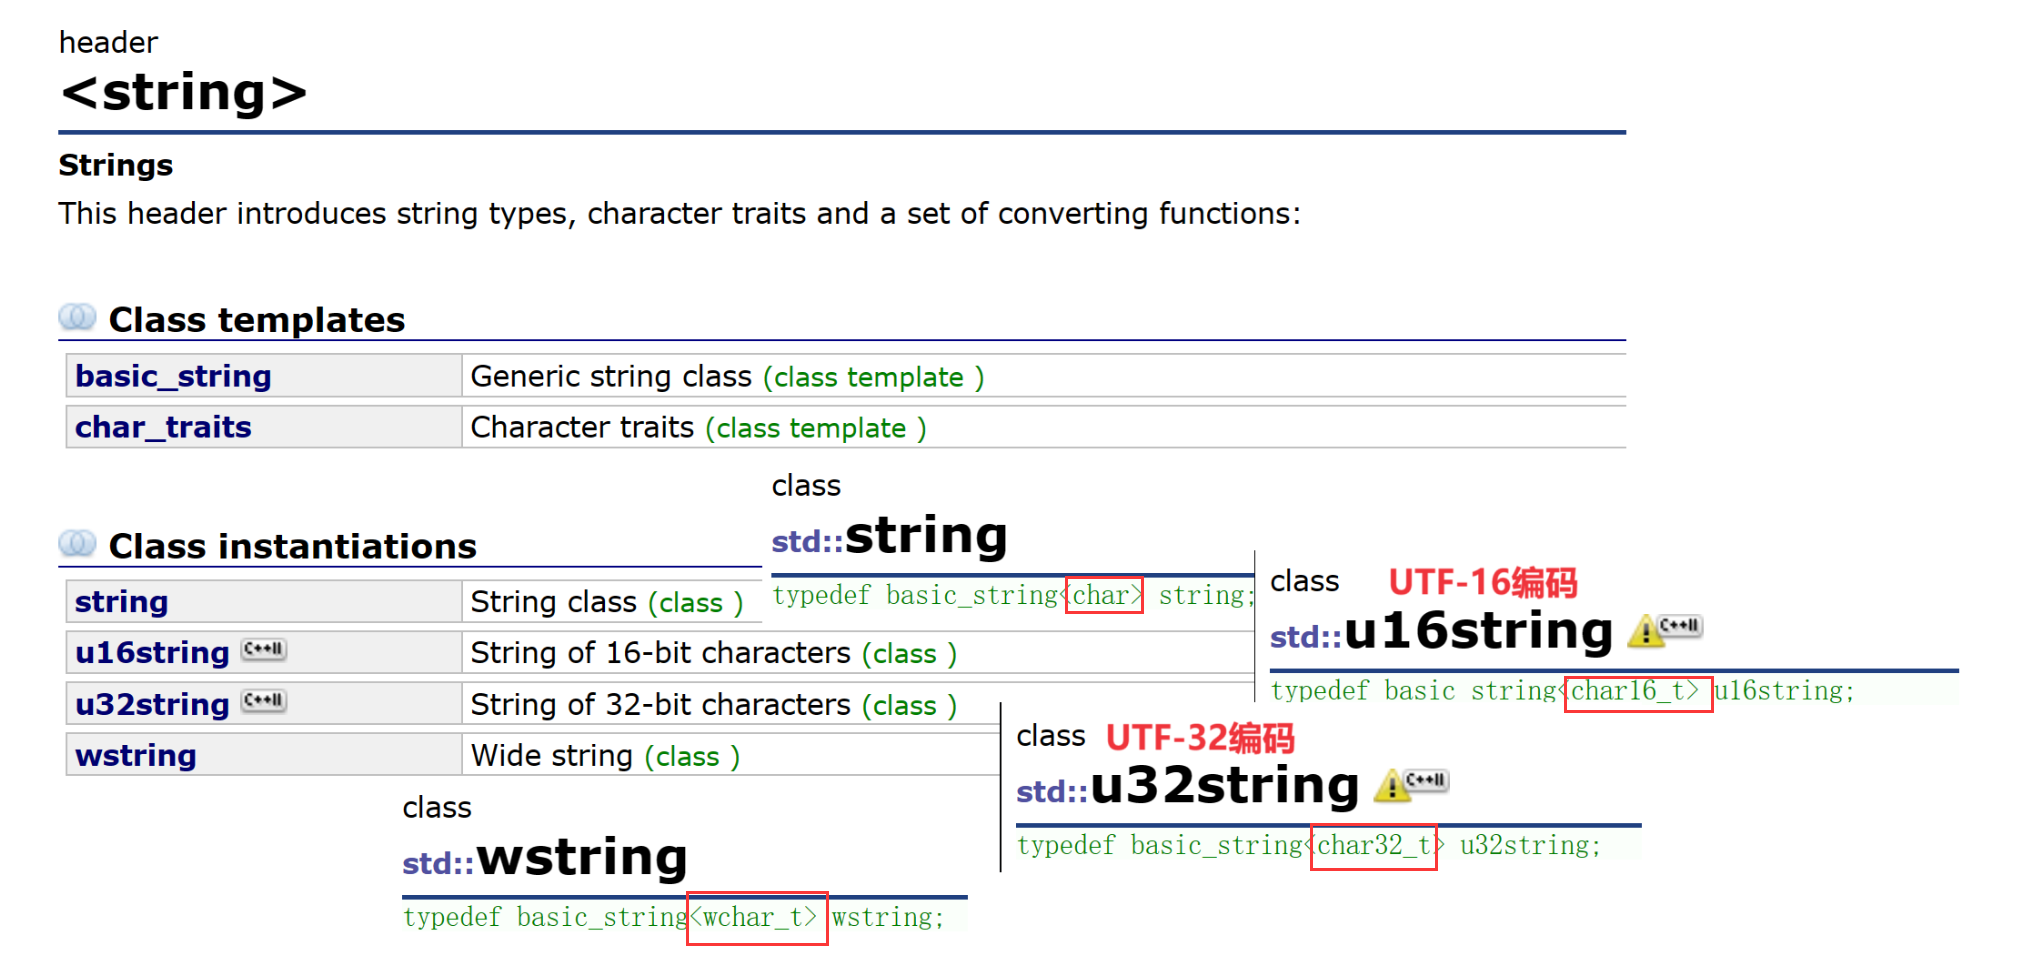 header
<string>
Strings
This header introduces string types, character traits and a set of converting functions:
Class templates
basic_string Generic string class (class template )
char_traits Character traits (class template )
Class instantiations
string String class (class )
u16string C++11 String of 16-bit characters (class )
u32string C++11 String of 32-bit characters (class )
wstring Wide string (class )
class
std::string
typedef basic_string<char> string;
class UTF-16编码
std::u16string C++11
typedef basic string<char16_t> u16string;
class UTF-32编码
std::u32string C++11
typedef basic_string<char32_t> u32string;
class
std::wstring
typedef basic_string<wchar_t> wstring;